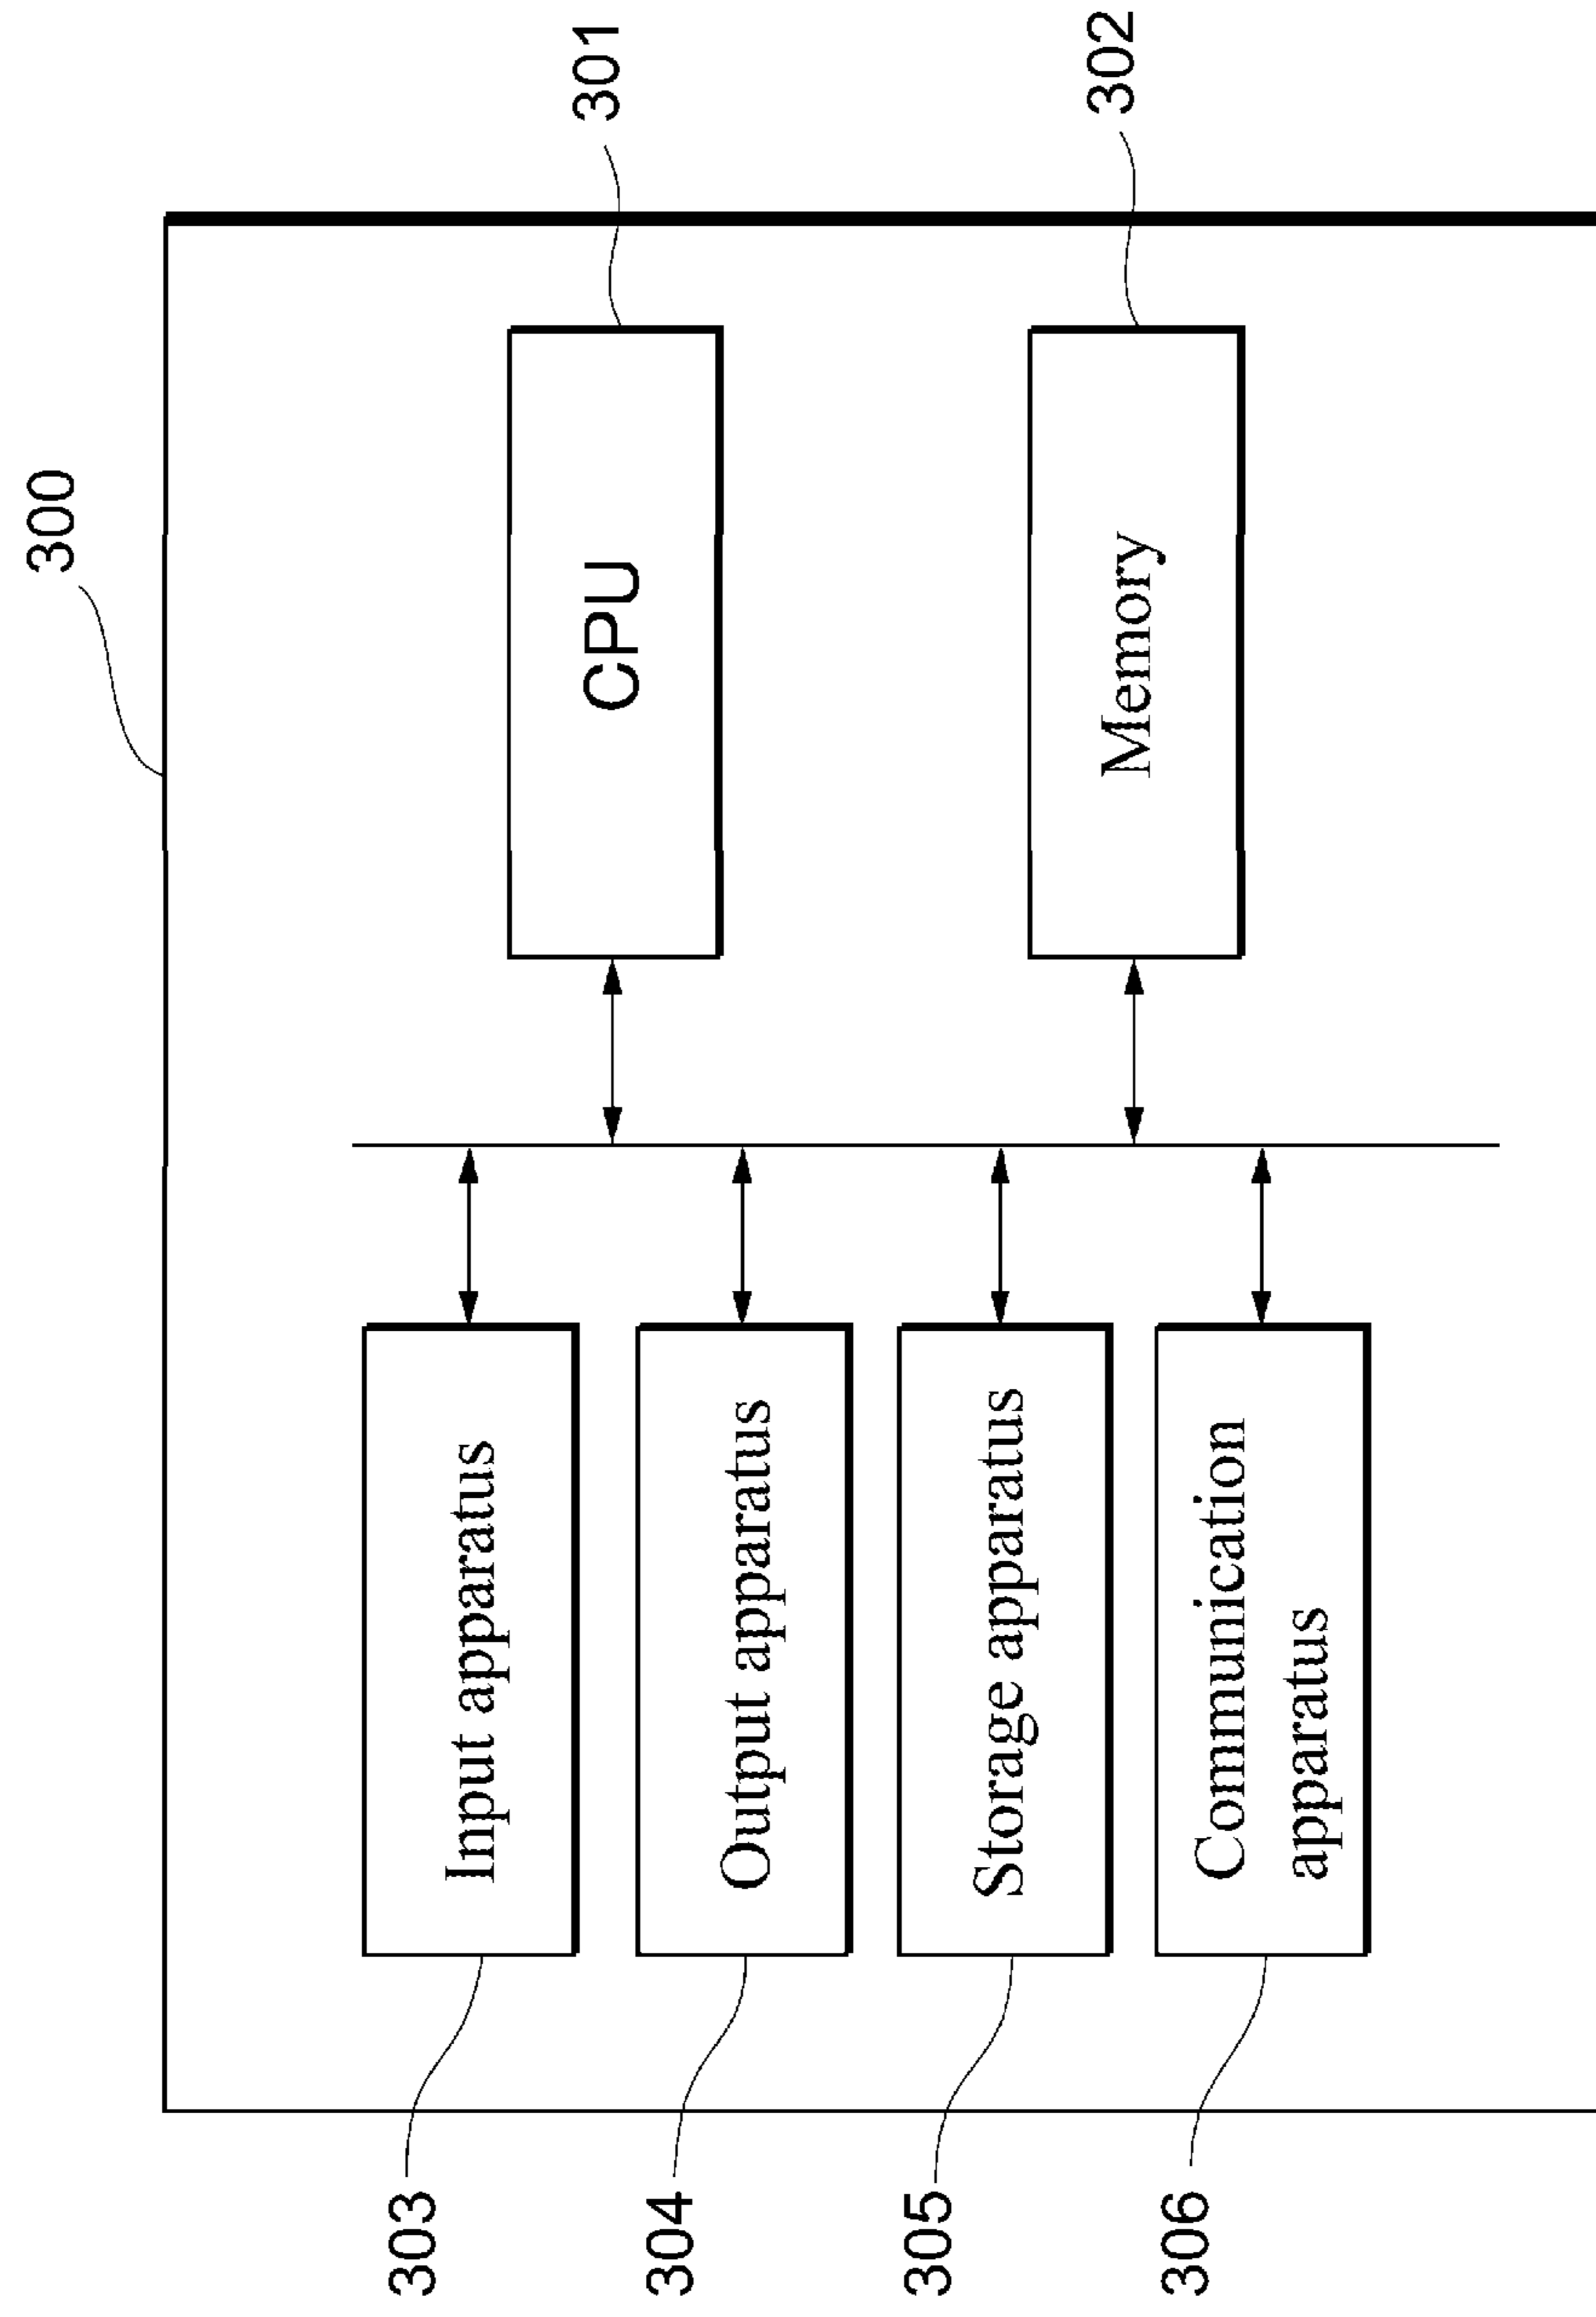 300
301
CPU
302
Memory
303
Input apparatus
304
Output apparatus
305
Storage apparatus
306
Communication
apparatus